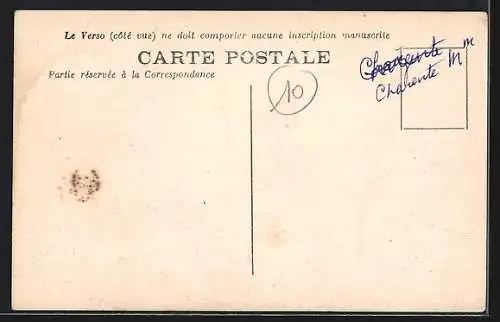 Le Verso (côté vue) ne doit comporter aucune inscription manuscrite
CARTE POSTALE
Partie réservée à la Correspondance
10
Charente
Charente Mm